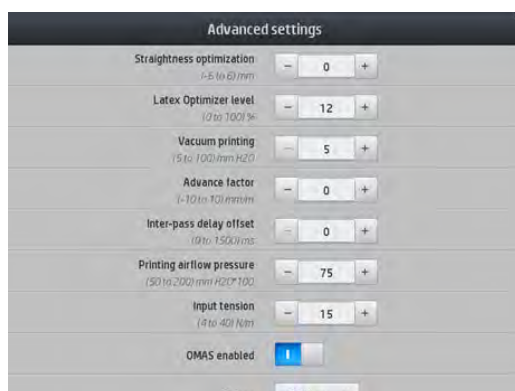 Advanced settings
Straightness optimization
(-6 to 6) mm
- 0 +
Latex Optimizer level
(0 to 100) %
- 12 +
Vacuum printing
(5 to 100) mm H2O
- 5 +
Advance factor
(-10 to 10) mm/m
- 0 +
Inter-pass delay offset
(0 to 1500) ms
- 0 +
Printing airflow pressure
(50 to 200) mm H2O*100
- 75 +
Input tension
(4 to 40) N/m
- 15 +
OMAS enabled